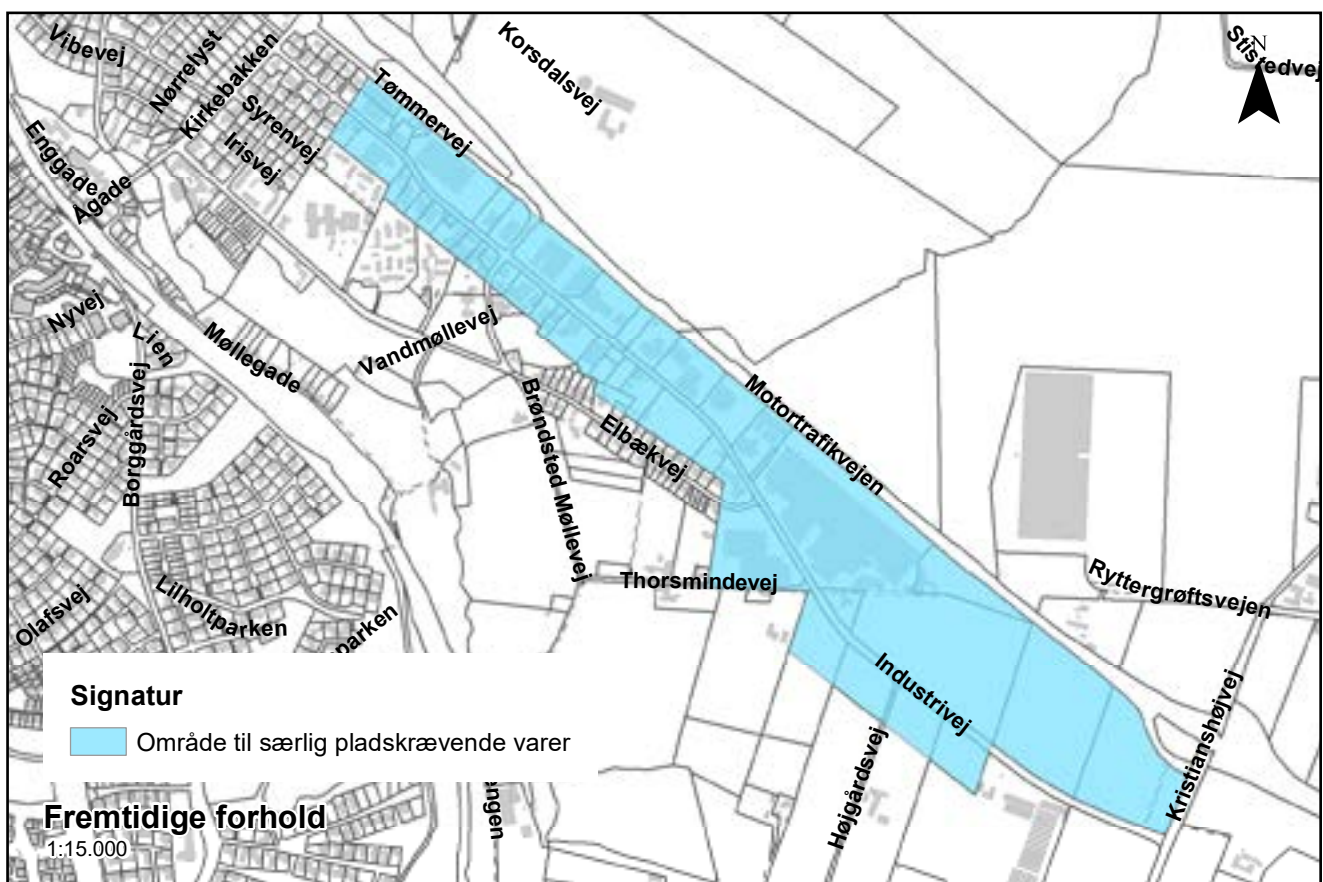 Vibevej
Nørrelyst
Kirkebakken
Syrenvej
Irisvej
Tømmervej
Korsdalsvej
Stistedvej
N
Enggade
Ågade
Nyvej
Lien
Møllegade
Vandmøllevej
Borggårdsvej
Roarsvej
Brøndsted Møllevej
Elbækvej
Motortrafikvejen
Thorsmindevej
Ryttergrøftsvejen
Olafsvej
Lilholtparken
parken
Industrivej
Højgårdsvej
Kristianshøjvej
engen
Signatur
Område til særlig pladskrævende varer
Fremtidige forhold
1:15.000